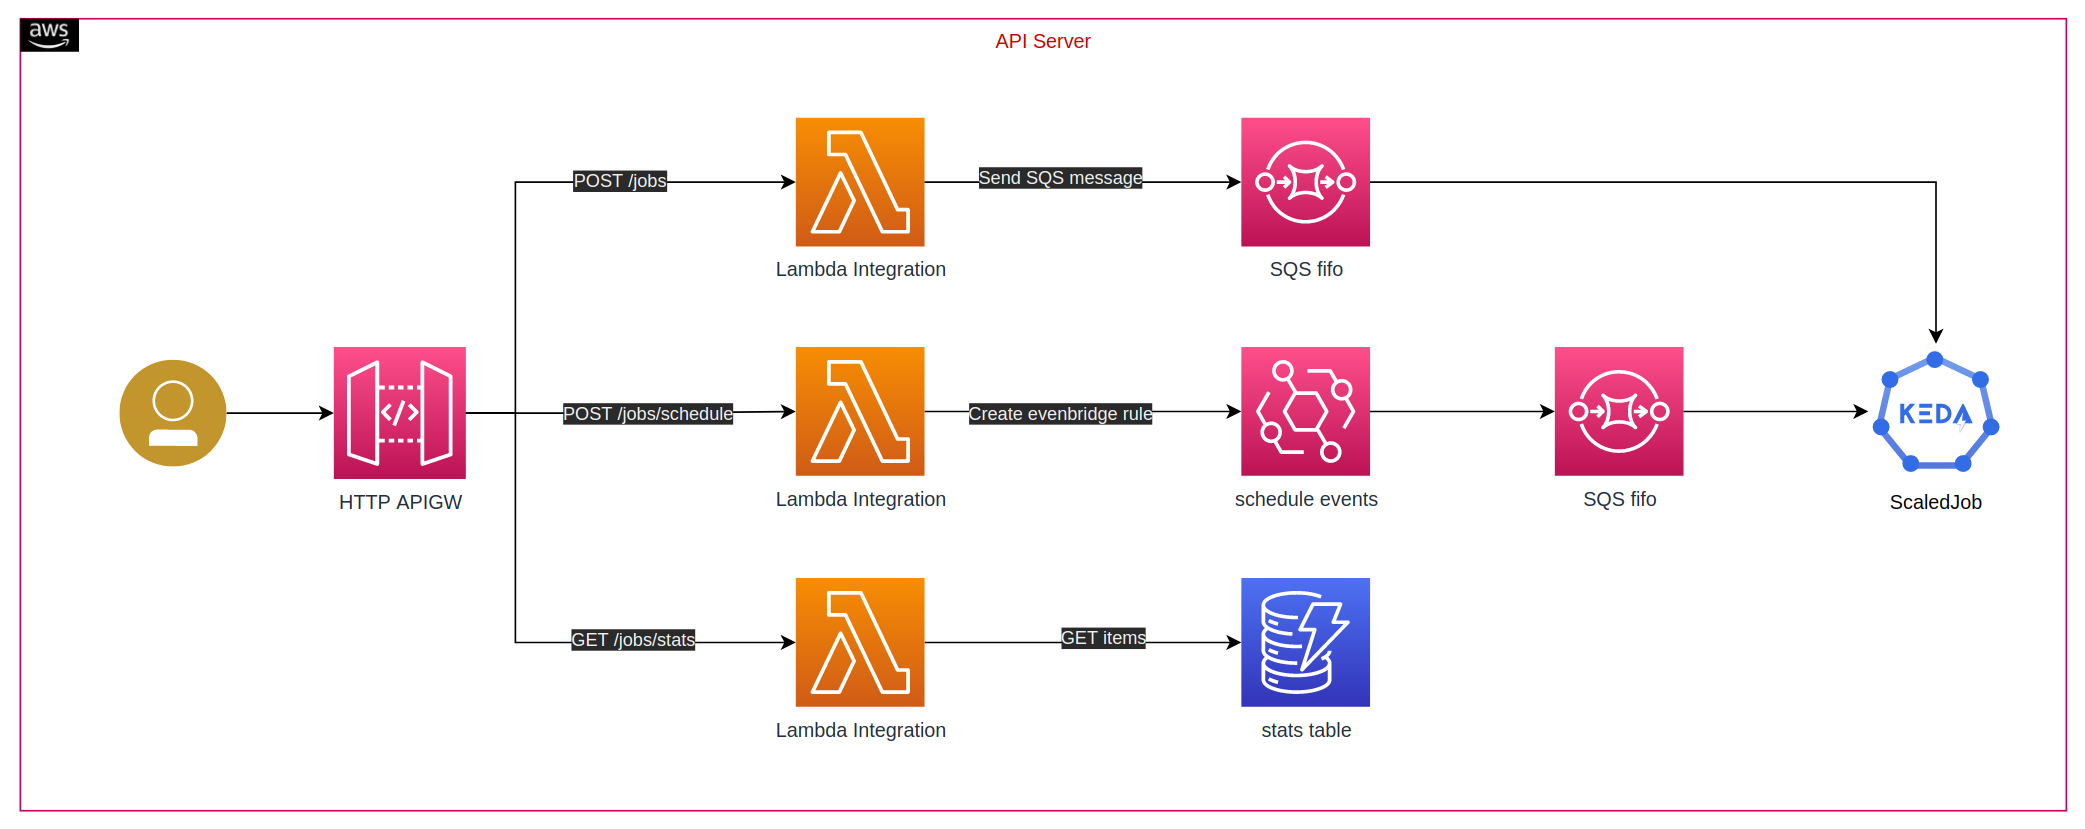 aws
API Server
POST /jobs
Send SQS message
Lambda Integration
SQS fifo
POST /jobs/schedule
Create evenbridge rule
KEDA
HTTP APIGW
Lambda Integration
schedule events
SQS fifo
ScaledJob
GET /jobs/stats
GET items
Lambda Integration
stats table